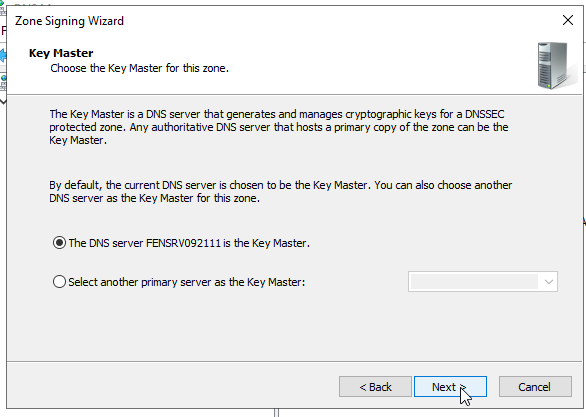 Zone Signing Wizard
Key Master
Choose the Key Master for this zone.
The Key Master is a DNS server that generates and manages cryptographic keys for a DNSSEC
protected zone. Any authoritative DNS server that hosts a primary copy of the zone can be the
Key Master.
By default, the current DNS server is chosen to be the Key Master. You can also choose another
DNS server as the Key Master for this zone.
The DNS server FENSRV092111 is the Key Master.
Select another primary server as the Key Master:
< Back
Next >
Cancel